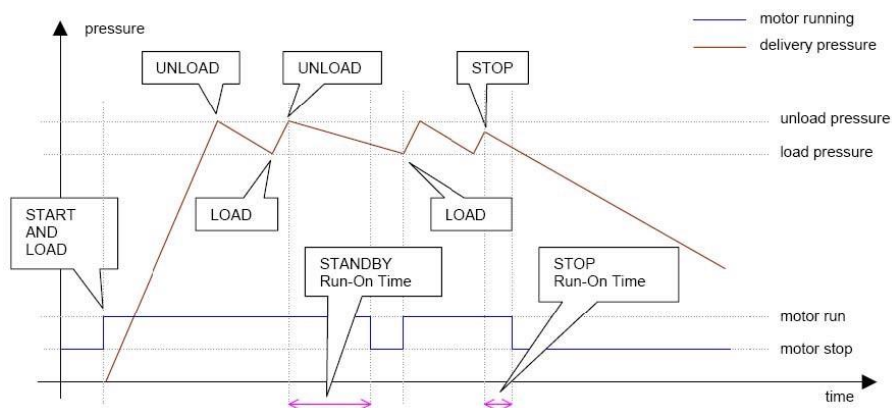 motor running
pressure
delivery pressure
UNLOAD
UNLOAD
STOP
unload pressure
load pressure
START
AND
LOAD
LOAD
LOAD
STANDBY
Run-On Time
STOP
Run-On Time
motor run
motor stop
time